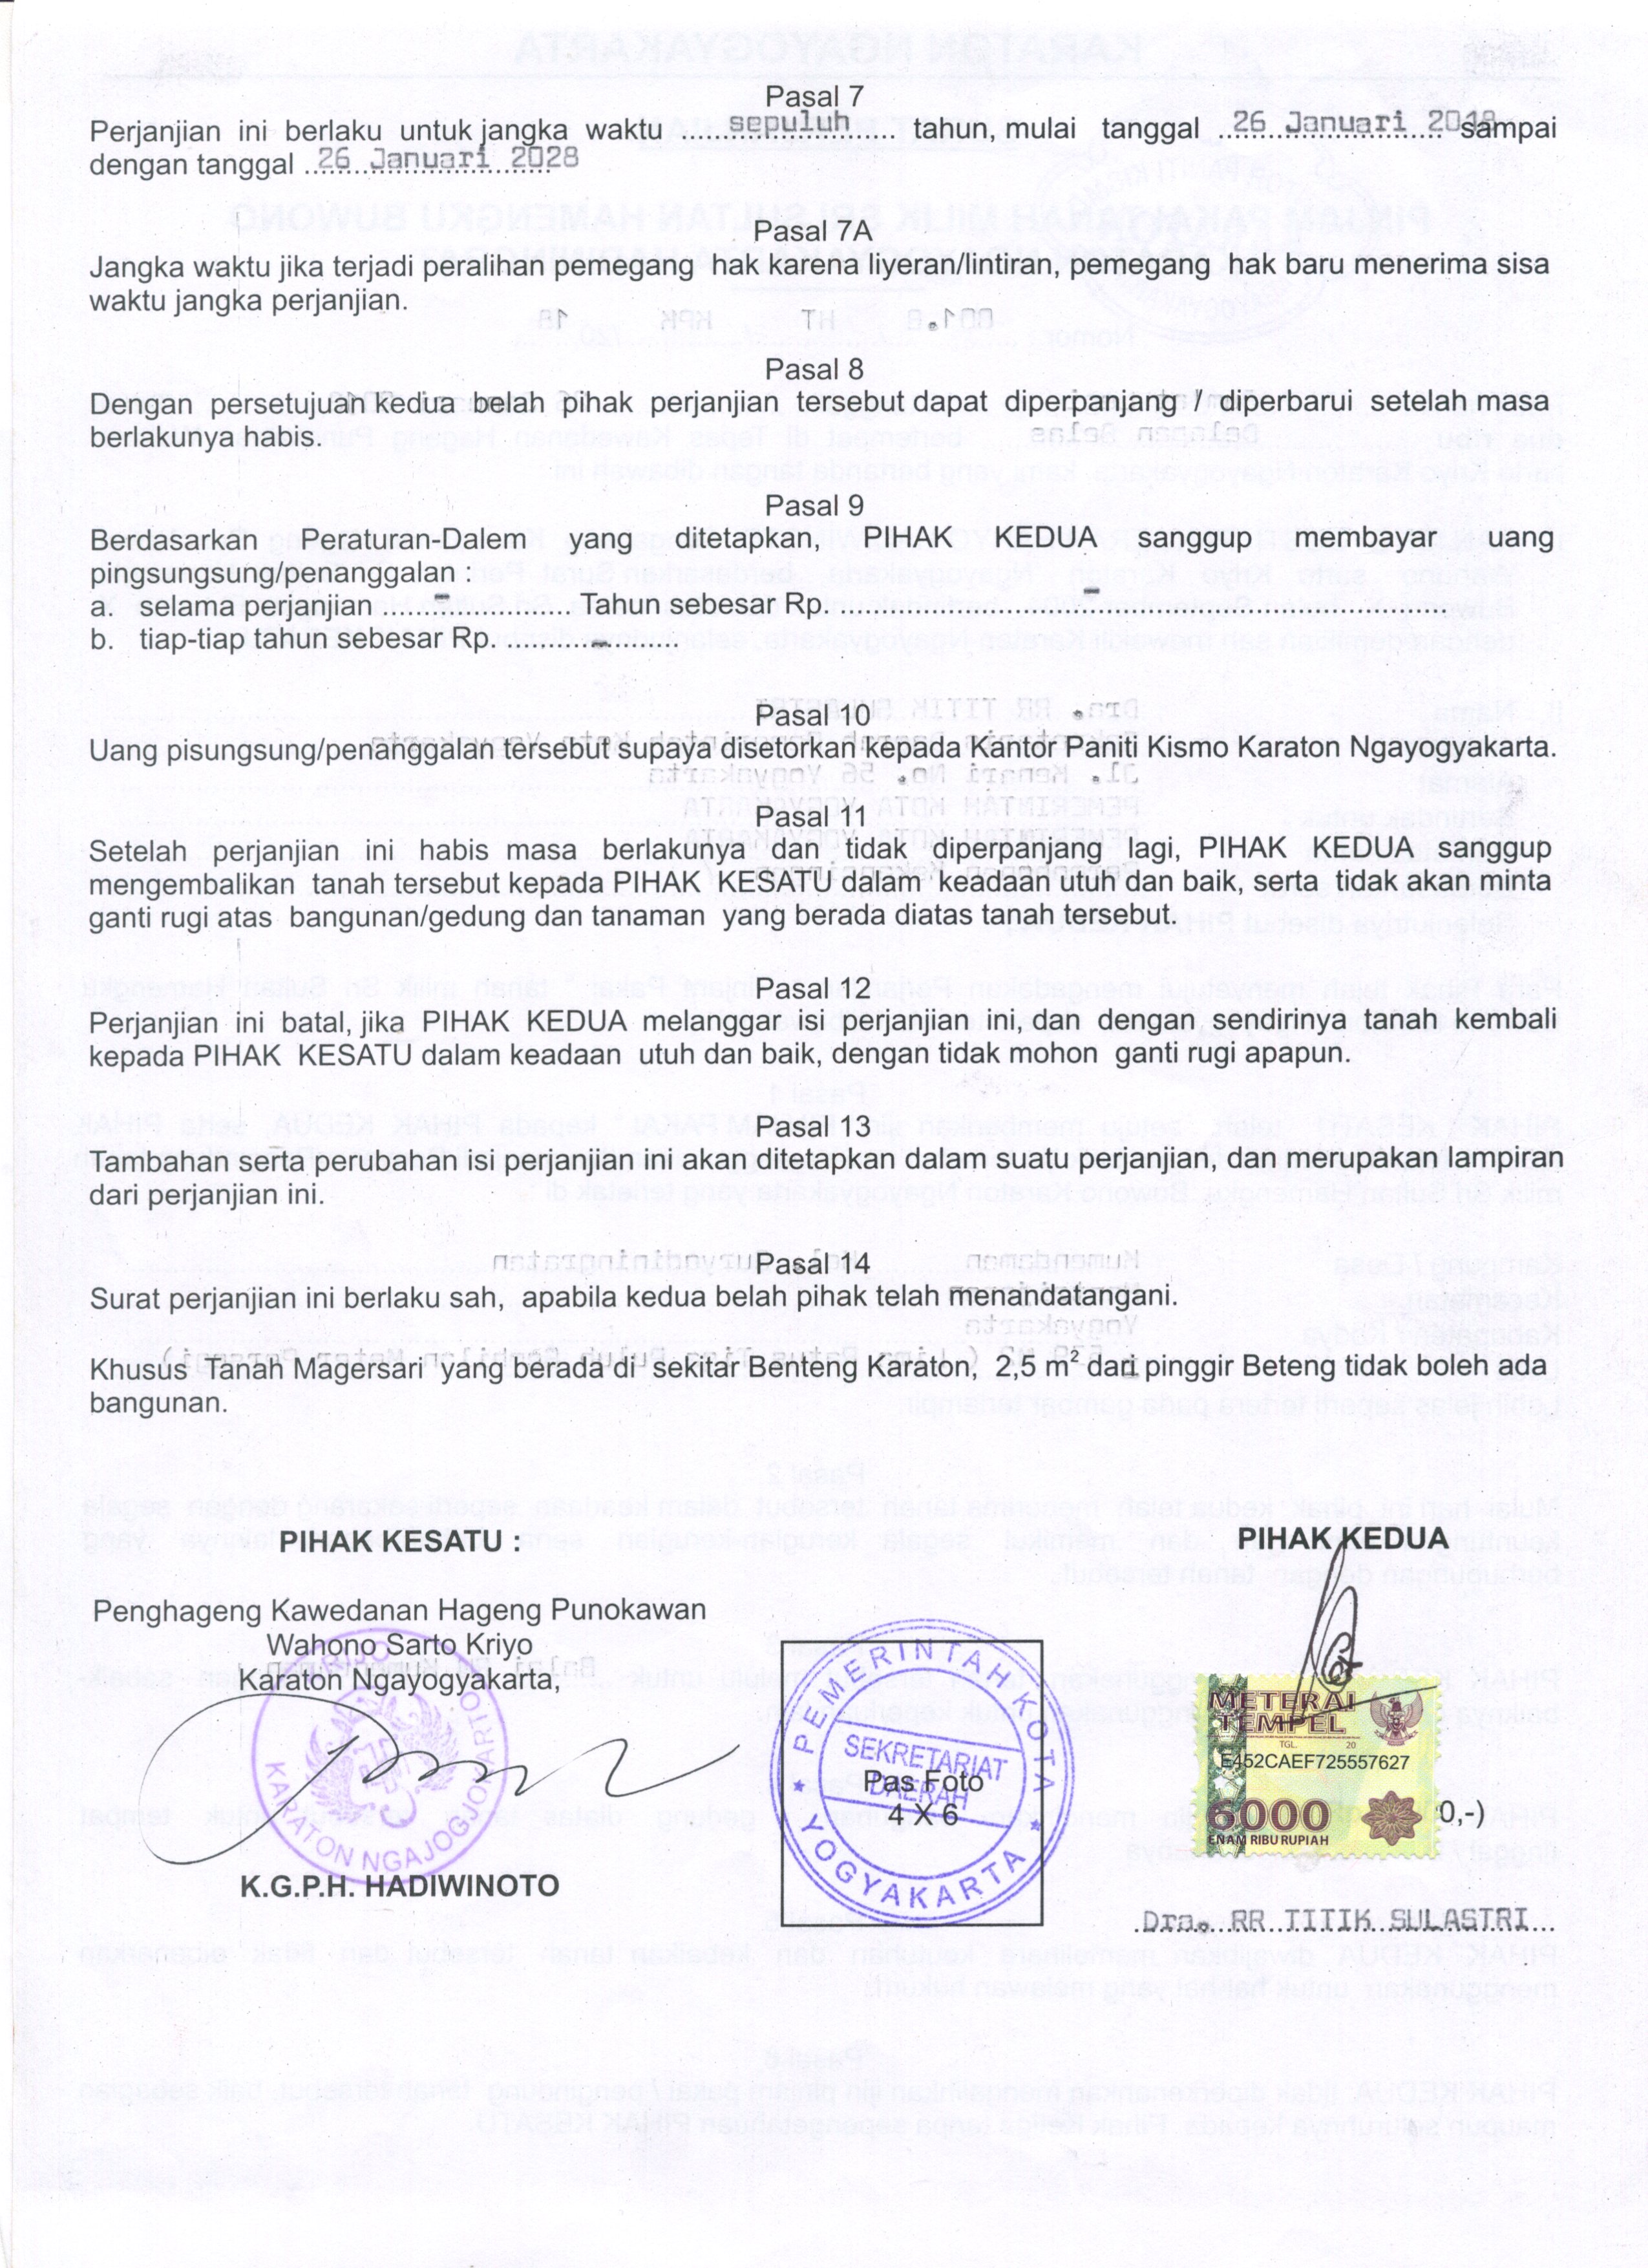 Pasal 7
Perjanjian ini berlaku untuk jangka waktu ....sepuluh.... tahun, mulai tanggal ..26 Januari 2018.. sampai
dengan tanggal ..26 Januari 2028
Pasal 7A
Jangka waktu jika terjadi peralihan pemegang hak karena liyeran/lintiran, pemegang hak baru menerima sisa
waktu jangka perjanjian.
Pasal 8
Dengan persetujuan kedua belah pihak perjanjian tersebut dapat diperpanjang / diperbarui setelah masa
berlakunya habis.
Pasal 9
Berdasarkan Peraturan-Dalem yang ditetapkan, PIHAK KEDUA sanggup membayar uang
pingsungsung/penanggalan :
a. selama perjanjian ......-............ Tahun sebesar Rp. ..........................-..........................................
b. tiap-tiap tahun sebesar Rp. ..........-..........
Pasal 10
Uang pisungsung/penanggalan tersebut supaya disetorkan kepada Kantor Paniti Kismo Karaton Ngayogyakarta.
Pasal 11
Setelah perjanjian ini habis masa berlakunya dan tidak diperpanjang lagi, PIHAK KEDUA sanggup
mengembalikan tanah tersebut kepada PIHAK KESATU dalam keadaan utuh dan baik, serta tidak akan minta
ganti rugi atas bangunan/gedung dan tanaman yang berada diatas tanah tersebut.
Pasal 12
Perjanjian ini batal, jika PIHAK KEDUA melanggar isi perjanjian ini, dan dengan sendirinya tanah kembali
kepada PIHAK KESATU dalam keadaan utuh dan baik, dengan tidak mohon ganti rugi apapun.
Pasal 13
Tambahan serta perubahan isi perjanjian ini akan ditetapkan dalam suatu perjanjian, dan merupakan lampiran
dari perjanjian ini.
Pasal 14
Surat perjanjian ini berlaku sah, apabila kedua belah pihak telah menandatangani.
Khusus Tanah Magersari yang berada di sekitar Benteng Karaton, 2,5 m² dari pinggir Beteng tidak boleh ada
bangunan.
PIHAK KESATU :
PIHAK KEDUA
Penghageng Kawedanan Hageng Punokawan
Wahono Sarto Kriyo
Karaton Ngayogyakarta,
KARATON NGAJOGJOKARTO
K.G.P.H. HADIWINOTO
PEMERINTAH KOTA
SEKRETARIAT
DAERAH
YOGYAKARTA
Pas Foto
4 X 6
METERAI
TEMPEL
TGL. 20
E452CAEF725557627
6000
ENAM RIBU RUPIAH
0,-)
Dra. RR TITIK SULASTRI